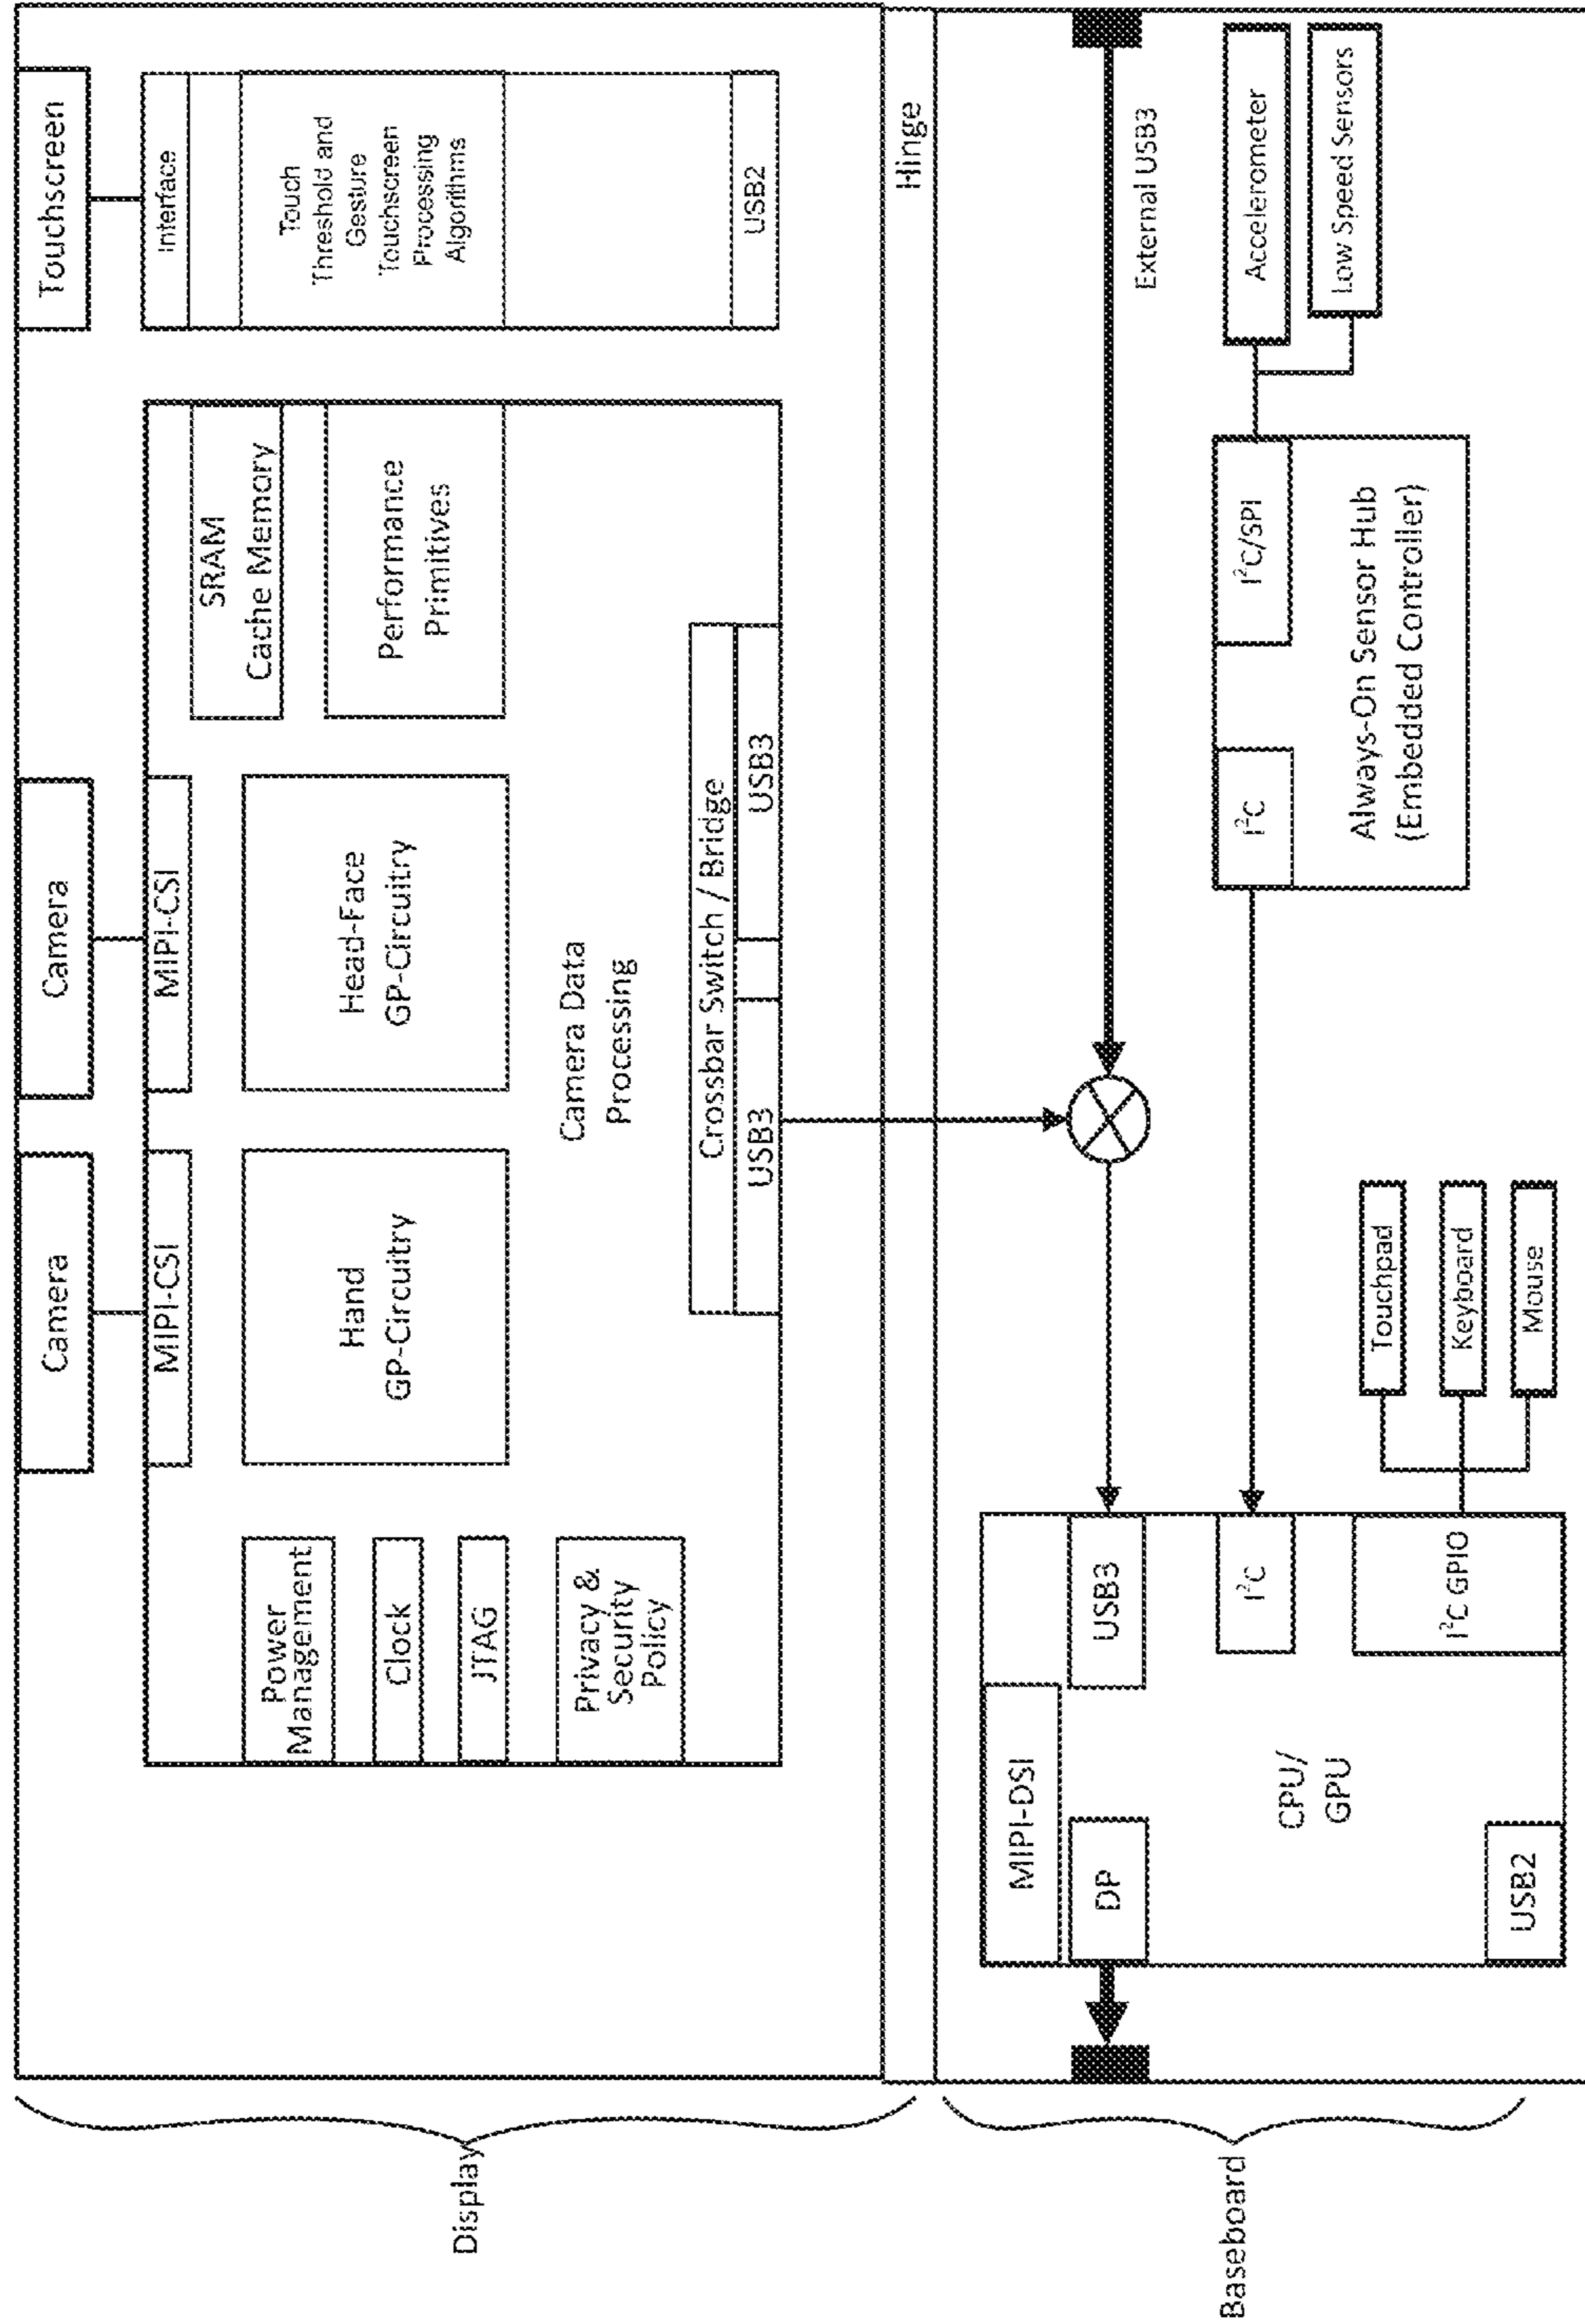 Touchscreen
Interface
Touch
Threshold and
Gesture
Touchscreen
Processing
Algorithms
USB2
Camera
Camera
MIPI-CSI
MIPI-CSI
SRAM
Cache Memory
Performance
Primitives
Head-Face
GP-Circuitry
Hand
GP-Circuitry
Power
Management
Clock
JTAG
Privacy &
Security
Policy
Camera Data
Processing
Crossbar Switch / Bridge
USB3
USB3
Display
Hinge
External USB3
Accelerometer
Low Speed Sensors
I²C/SPI
I²C
Always-On Sensor Hub
(Embedded Controller)
Touchpad
Keyboard
Mouse
MIPI-DSI
USB3
I²C
I²C GPIO
DP
CPU/
GPU
USB2
Baseboard